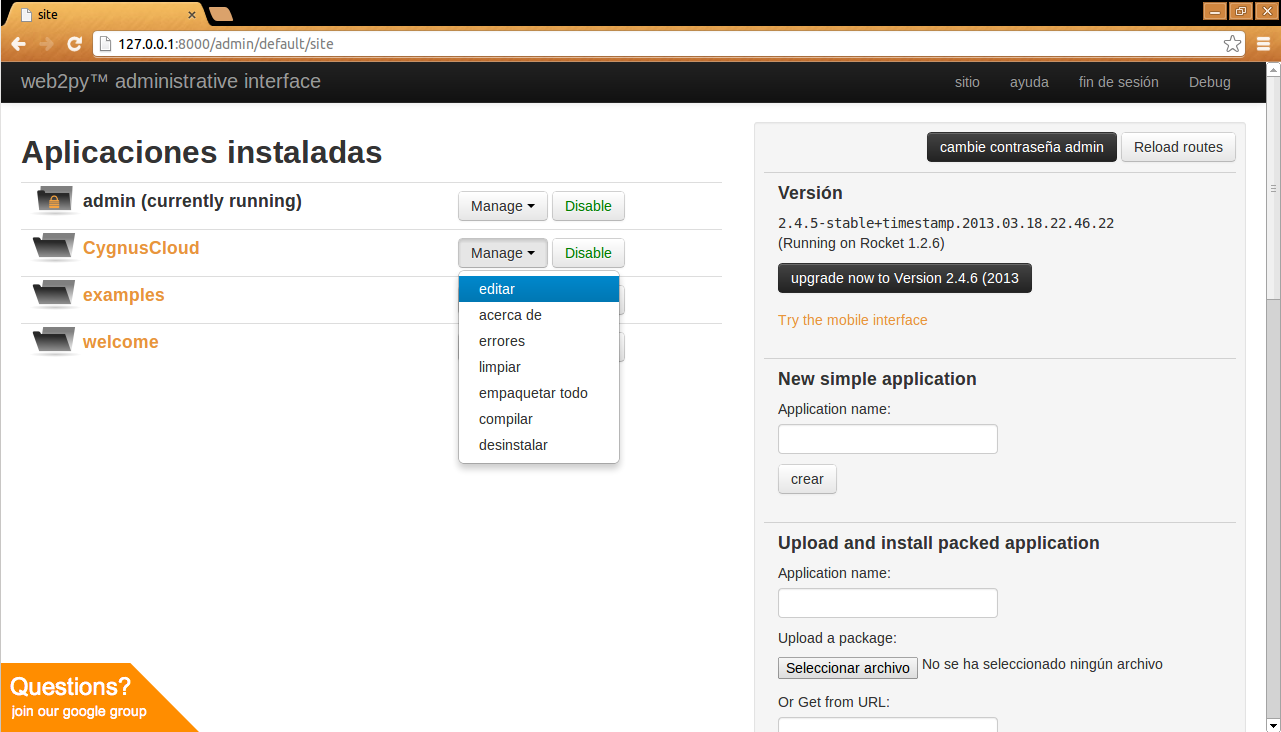 site
127.0.0.1:8000/admin/default/site
web2py™ administrative interface
sitio
ayuda
fin de sesión
Debug
Aplicaciones instaladas
admin (currently running)
Manage
Disable
CygnusCloud
Manage
Disable
examples
welcome
editar
acerca de
errores
limpiar
empaquetar todo
compilar
desinstalar
cambie contraseña admin
Reload routes
Versión
2.4.5-stable+timestamp.2013.03.18.22.46.22
(Running on Rocket 1.2.6)
upgrade now to Version 2.4.6 (2013
Try the mobile interface
New simple application
Application name:
crear
Upload and install packed application
Application name:
Upload a package:
Seleccionar archivo No se ha seleccionado ningún archivo
Or Get from URL:
Questions?
join our google group